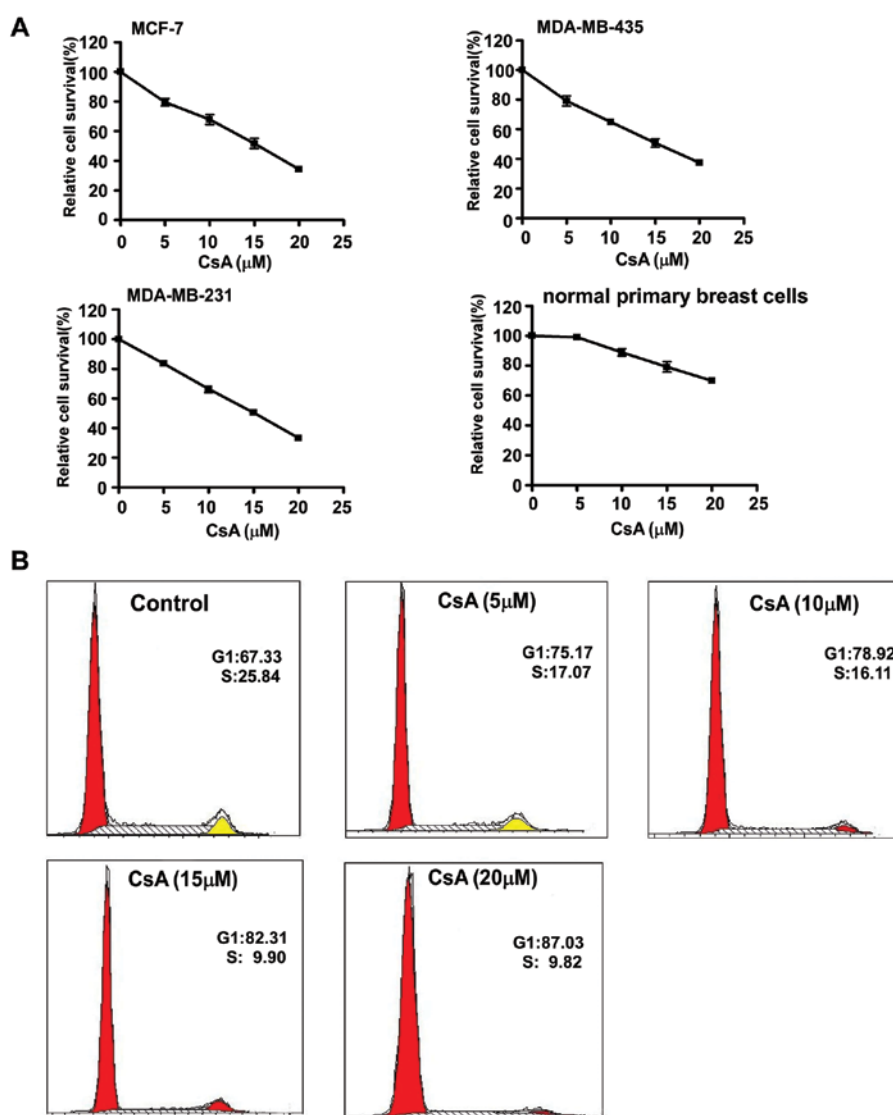 A
MCF-7
Relative cell survival(%)
120
100
80
60
40
20
0
0 5 10 15 20 25
CsA (μM)
MDA-MB-435
Relative cell survival(%)
120
100
80
60
40
20
0
0 5 10 15 20 25
CsA (μM)
MDA-MB-231
Relative cell survival(%)
120
100
80
60
40
20
0
0 5 10 15 20 25
CsA (μM)
normal primary breast cells
Relative cell survival(%)
120
100
80
60
40
20
0
0 5 10 15 20 25
CsA (μM)
B
Control
G1:67.33
S:25.84
CsA (5μM)
G1:75.17
S:17.07
CsA (10μM)
G1:78.92
S:16.11
CsA (15μM)
G1:82.31
S: 9.90
CsA (20μM)
G1:87.03
S: 9.82